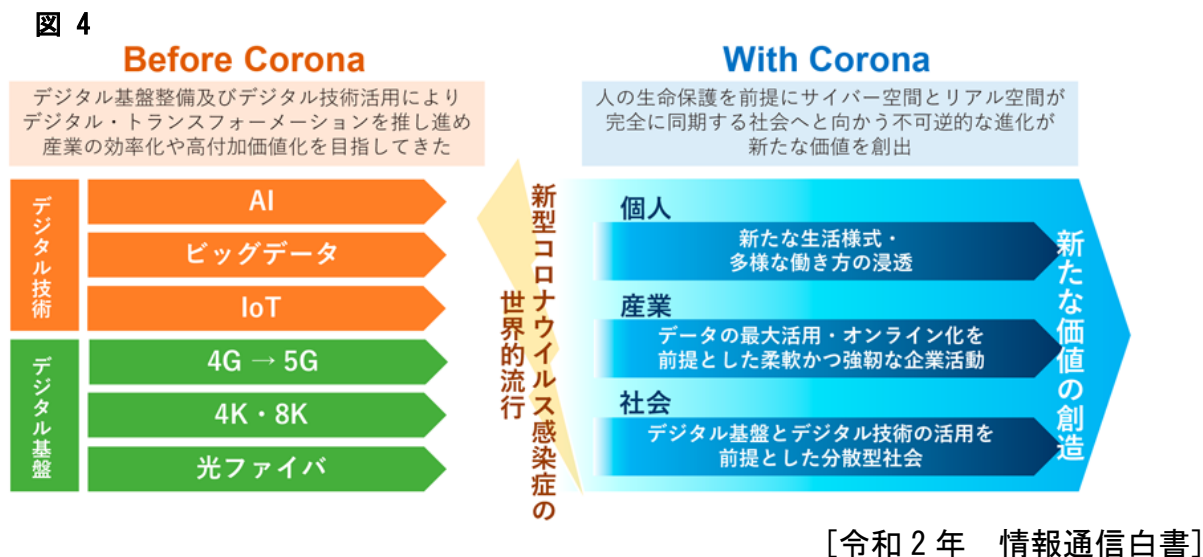 図 4
Before Corona
デジタル基盤整備及びデジタル技術活用により
デジタル・トランスフォーメーションを推し進め
産業の効率化や高付加価値化を目指してきた
デジタル技術
AI
ビッグデータ
IoT
デジタル基盤
4G → 5G
4K・8K
光ファイバ
新型コロナウイルス感染症の
世界的流行
With Corona
人の生命保護を前提にサイバー空間とリアル空間が
完全に同期する社会へと向かう不可逆的な進化が
新たな価値を創出
個人
新たな生活様式・
多様な働き方の浸透
産業
データの最大活用・オンライン化を
前提とした柔軟かつ強靭な企業活動
社会
デジタル基盤とデジタル技術の活用を
前提とした分散型社会
新たな価値の創造
[令和２年　情報通信白書]